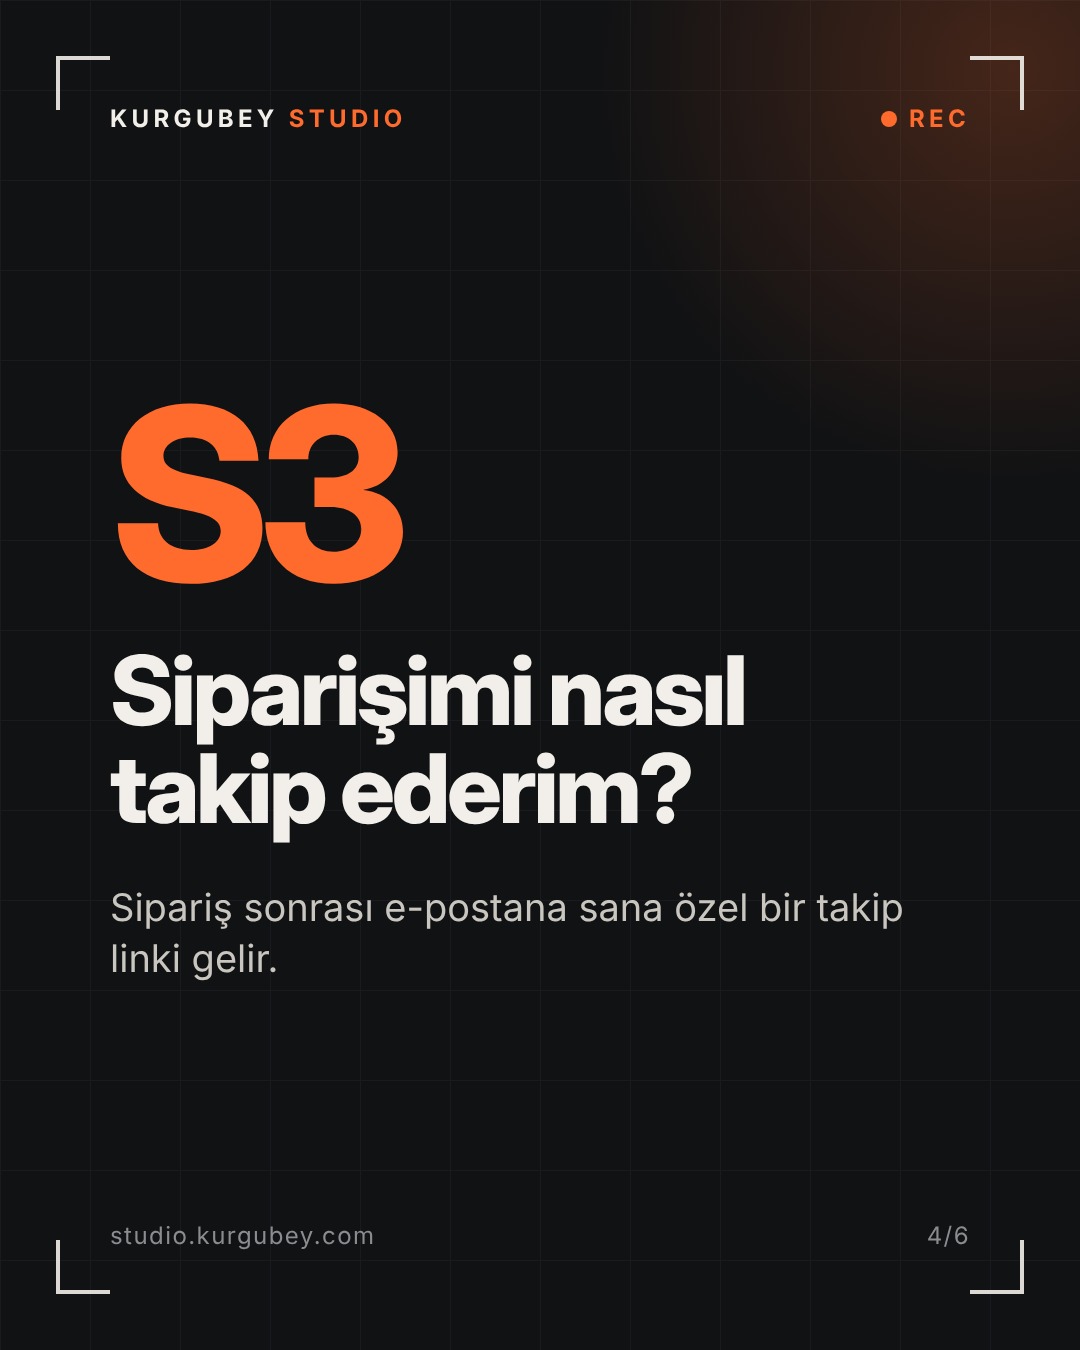 KURGUBEY STUDIO
REC
S3
Siparişimi nasıl
takip ederim?
Sipariş sonrası e-postana sana özel bir takip
linki gelir.
studio.kurgubey.com
4/6